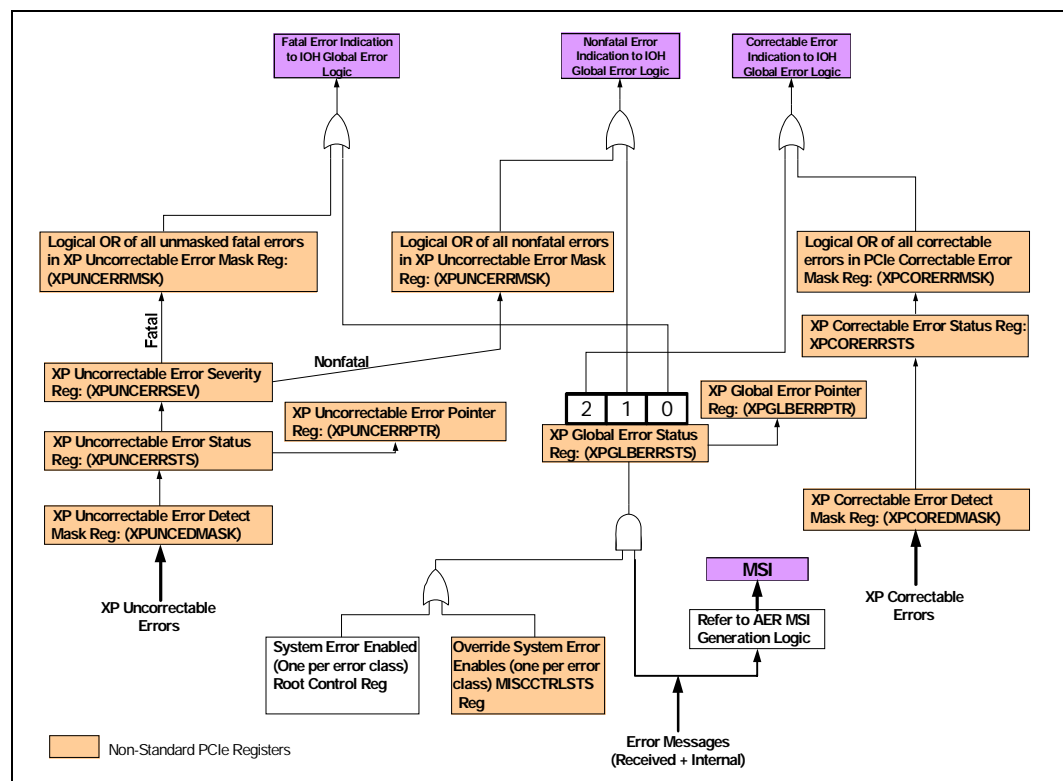 Fatal Error Indication
to IOH Global Error
Logic
Nonfatal Error
Indication to IOH
Global Error Logic
Correctable Error
Indication to IOH
Global Error Logic
Logical OR of all unmasked fatal errors
in XP Uncorrectable Error Mask Reg:
(XPUNCERRMSK)
Logical OR of all nonfatal errors
in XP Uncorrectable Error Mask
Reg: (XPUNCERRMSK)
Logical OR of all correctable
errors in PCIe Correctable Error
Mask Reg: (XPCORERRMSK)
Fatal
Nonfatal
XP Correctable Error Status Reg:
XPCORERRSTS
XP Uncorrectable Error Severity
Reg: (XPUNCERRSEV)
XP Uncorrectable Error Pointer
Reg: (XPUNCERRPTR)
2 1 0
XP Global Error Pointer
Reg: (XPGLBERRPTR)
XP Uncorrectable Error Status
Reg: (XPUNCERRSTS)
XP Global Error Status
Reg: (XPGLBERRSTS)
XP Uncorrectable Error Detect
Mask Reg: (XPUNCEDMASK)
XP Correctable Error Detect
Mask Reg: (XPCOREDMASK)
XP Uncorrectable
Errors
MSI
XP Correctable
Errors
Refer to AER MSI
Generation Logic
System Error Enabled
(One per error class)
Root Control Reg
Override System Error
Enables (one per error
class) MISCCTRLSTS
Reg
Error Messages
(Received + Internal)
Non-Standard PCIe Registers